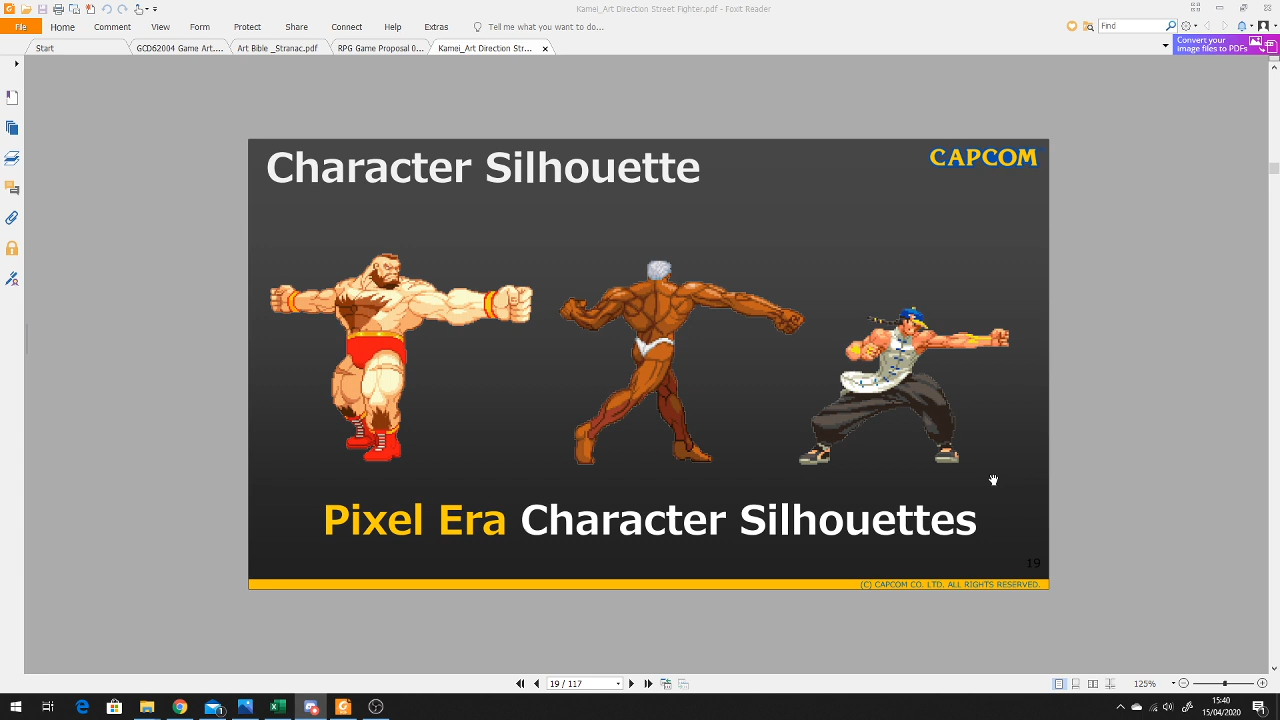 Kamei_Art Direction Street Fighter.pdf - Foxit Reader
File Home Comment View Form Protect Share Connect Help Extras Tell me what you want to do... Find
Start GCD62004 Game Art.... Art Bible _Stranac.pdf RPG Game Proposal 0... Kamei_Art Direction Str...
Convert your
image files to PDFs
Character Silhouette
CAPCOM
Pixel Era Character Silhouettes
19
(C) CAPCOM CO. LTD. ALL RIGHTS RESERVED.
19 / 117 125%
15:40
15/04/2020